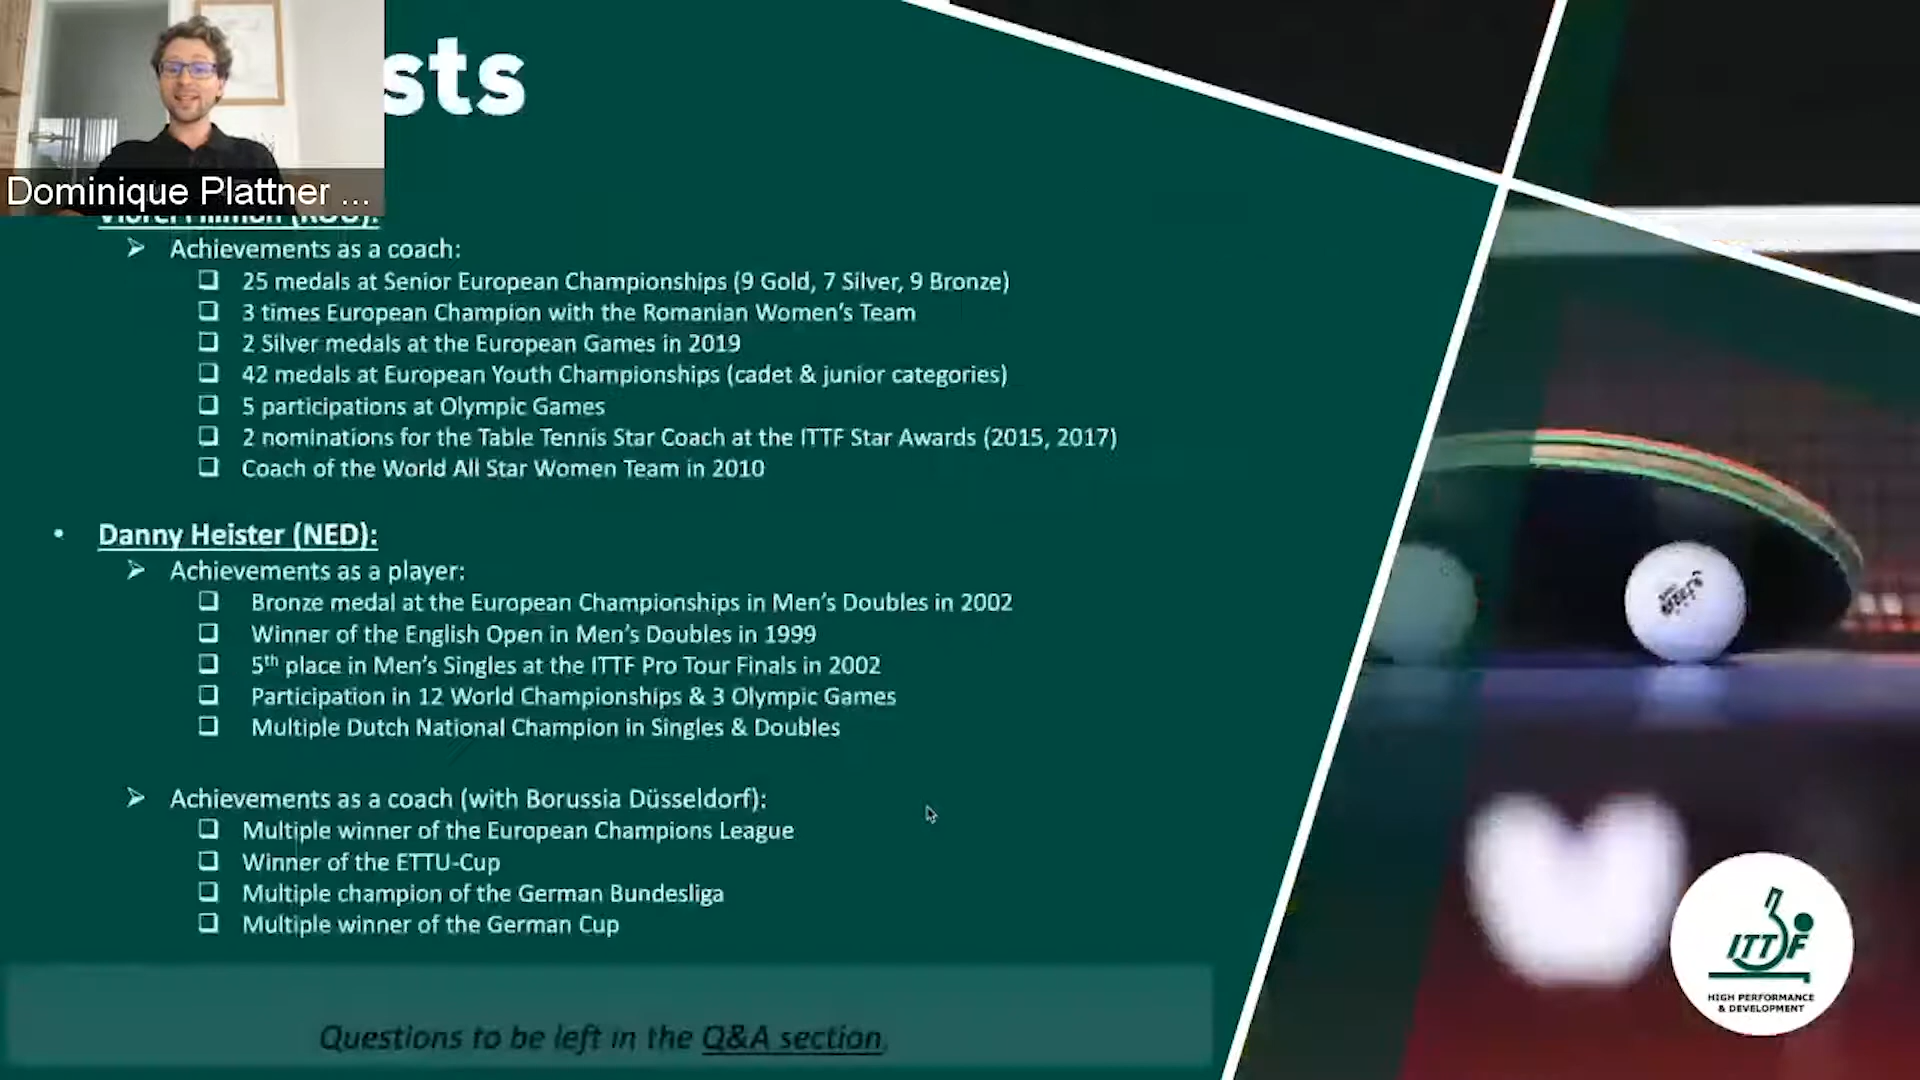 sts
Dominique Plattner ...
Achievements as a coach:
25 medals at Senior European Championships (9 Gold, 7 Silver, 9 Bronze)
3 times European Champion with the Romanian Women's Team
2 Silver medals at the European Games in 2019
42 medals at European Youth Championships (cadet & junior categories)
5 participations at Olympic Games
2 nominations for the Table Tennis Star Coach at the ITTF Star Awards (2015, 2017)
Coach of the World All Star Women Team in 2010
Danny Heister (NED):
Achievements as a player:
Bronze medal at the European Championships in Men's Doubles in 2002
Winner of the English Open in Men's Doubles in 1999
5th place in Men's Singles at the ITTF Pro Tour Finals in 2002
Participation in 12 World Championships & 3 Olympic Games
Multiple Dutch National Champion in Singles & Doubles
Achievements as a coach (with Borussia Düsseldorf):
Multiple winner of the European Champions League
Winner of the ETTU-Cup
Multiple champion of the German Bundesliga
Multiple winner of the German Cup
Questions to be left in the Q&A section.
ITTF
HIGH PERFORMANCE
& DEVELOPMENT